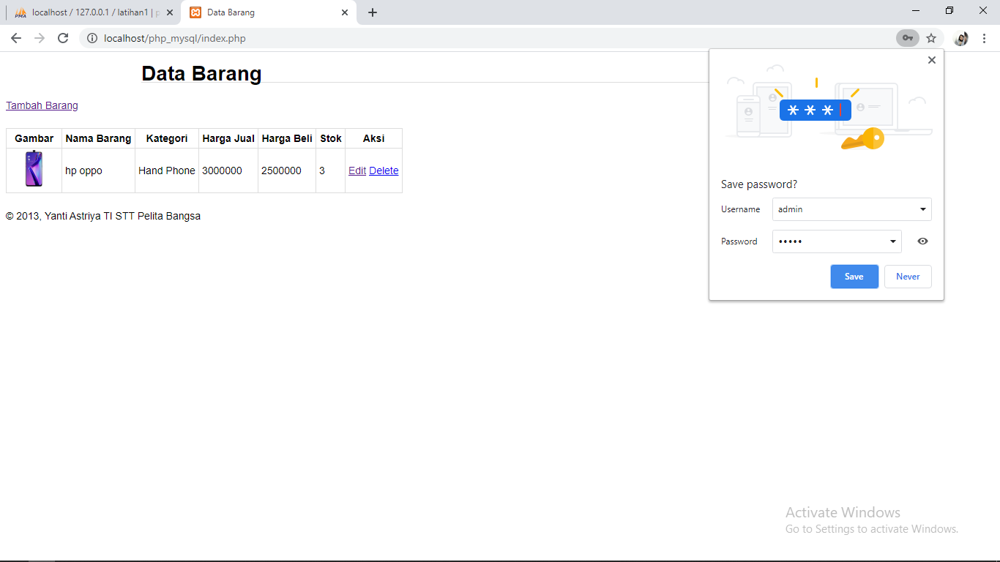 localhost / 127.0.0.1 / latihan1 | p
Data Barang
localhost/php_mysql/index.php
Data Barang
Tambah Barang
Gambar Nama Barang Kategori Harga Jual Harga Beli Stok Aksi
hp oppo Hand Phone 3000000 2500000 3 Edit Delete
© 2013, Yanti Astriya TI STT Pelita Bangsa
Save password?
Username admin
Password •••••
Save Never
Activate Windows
Go to Settings to activate Windows.